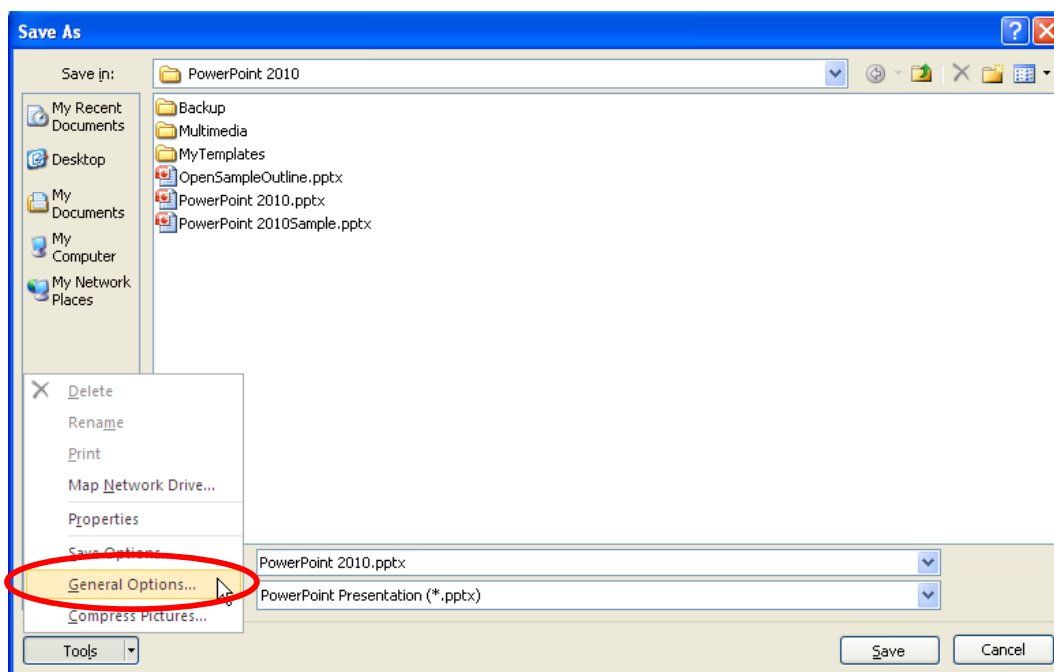 Save As
Save in:
PowerPoint 2010
My Recent
Documents
Desktop
My
Documents
My
Computer
My Network
Places
Backup
Multimedia
MyTemplates
OpenSampleOutline.pptx
PowerPoint 2010.pptx
PowerPoint 2010Sample.pptx
Delete
Rename
Print
Map Network Drive...
Properties
Save Options...
General Options...
Compress Pictures...
PowerPoint 2010.pptx
PowerPoint Presentation (*.pptx)
Tools
Save
Cancel